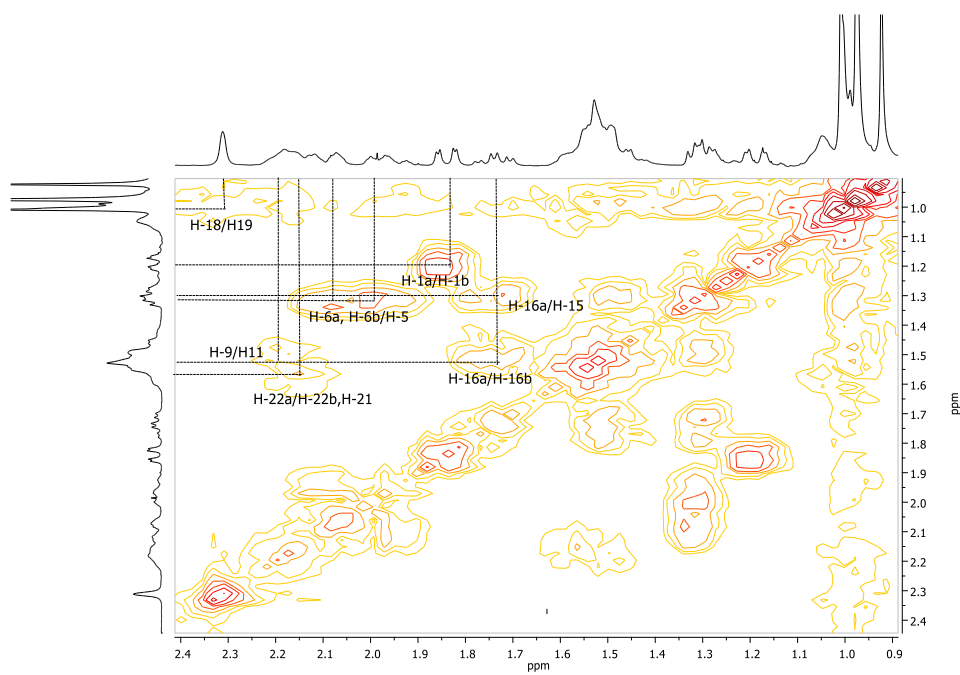 H-18/H19
H-1a/H-1b
H-16a/H-15
H-6a, H-6b/H-5
H-9/H11
H-16a/H-16b
H-22a/H-22b,H-21
1.0
1.1
1.2
1.3
1.4
1.5
1.6
1.7
1.8
1.9
2.0
2.1
2.2
2.3
2.4
ppm
2.4 2.3 2.2 2.1 2.0 1.9 1.8 1.7 1.6 1.5 1.4 1.3 1.2 1.1 1.0 0.9
ppm